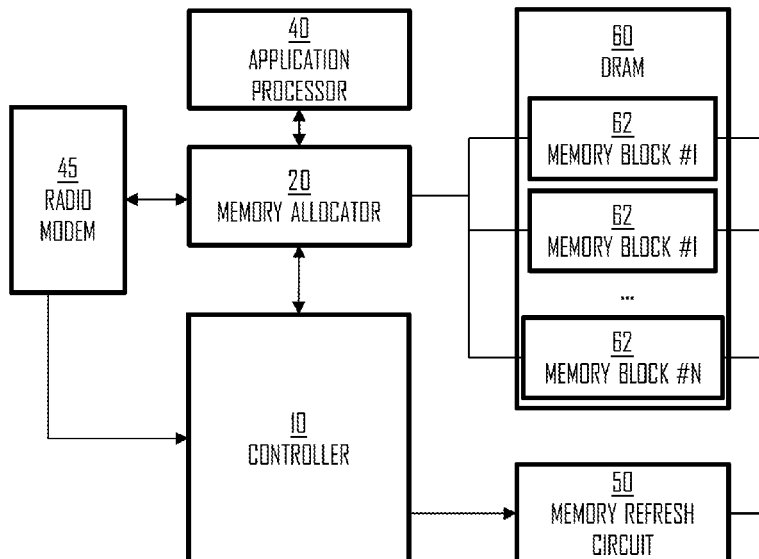 40
APPLICATION
PROCESSOR
60
DRAM
62
MEMORY BLOCK #1
45
RADIO
MODEM
20
MEMORY ALLOCATOR
62
MEMORY BLOCK #1
...
62
MEMORY BLOCK #N
10
CONTROLLER
50
MEMORY REFRESH
CIRCUIT